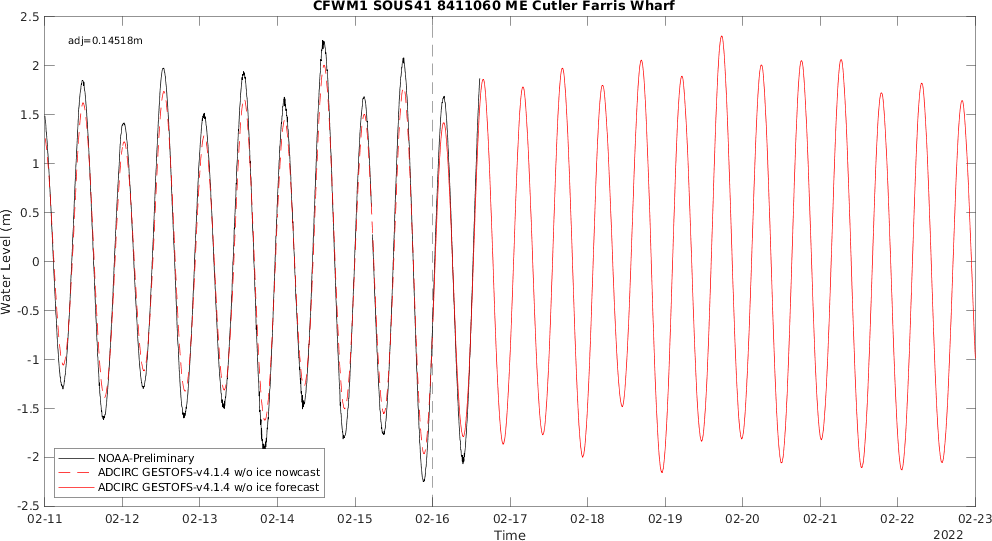 CFWM1 SOUS41 8411060 ME Cutler Farris Wharf
2.5
adj=0.14518m
2
1.5
1
0.5
0
-0.5
-1
-1.5
-2
-2.5
Water Level (m)
NOAA-Preliminary
ADCIRC GESTOFS-v4.1.4 w/o ice nowcast
ADCIRC GESTOFS-v4.1.4 w/o ice forecast
02-11 02-12 02-13 02-14 02-15 02-16 02-17 02-18 02-19 02-20 02-21 02-22 02-23
Time
2022